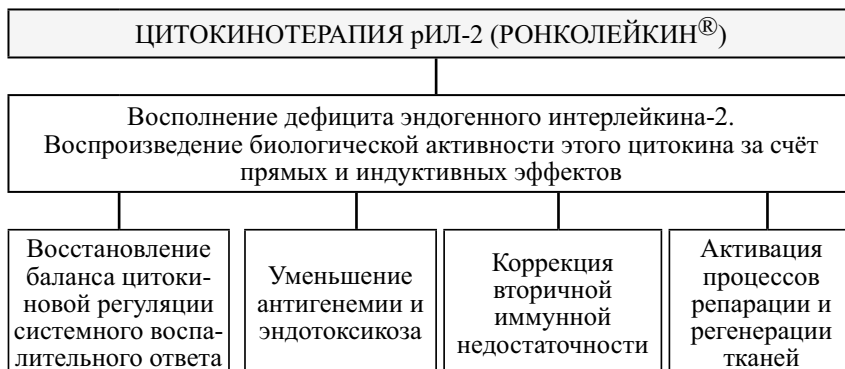 ЦИТОКИНОТЕРАПИЯ рИЛ-2 (РОНКОЛЕЙКИН®)
Восполнение дефицита эндогенного интерлейкина-2.
Воспроизведение биологической активности этого цитокина за счёт
прямых и индуктивных эффектов
Восстановление
баланса цитоки-
новой регуляции
системного воспа-
лительного ответа
Уменьшение
антигенемии и
эндотоксикоза
Коррекция
вторичной
иммунной
недостаточности
Активация
процессов
репарации и
регенерации
тканей